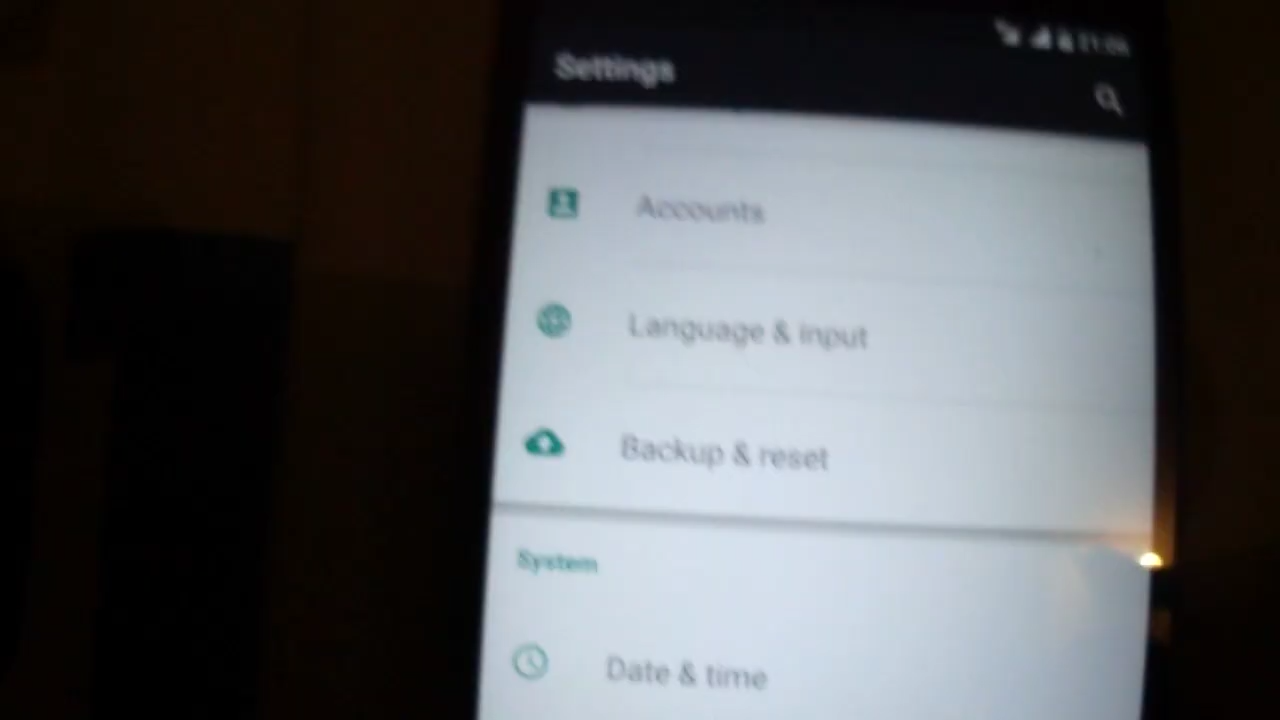 Settings
Accounts
Language & input
Backup & reset
System
Date & time